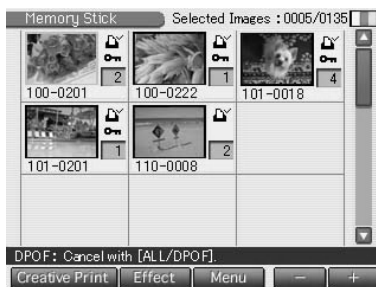 Memory Stick Selected Images :0005/0135
2 1 4
100-0201 100-0222 101-0018
1 2
101-0201 110-0008
DPOF: Cancel with [ALL/DPOF].
Creative Print Effect Menu - +